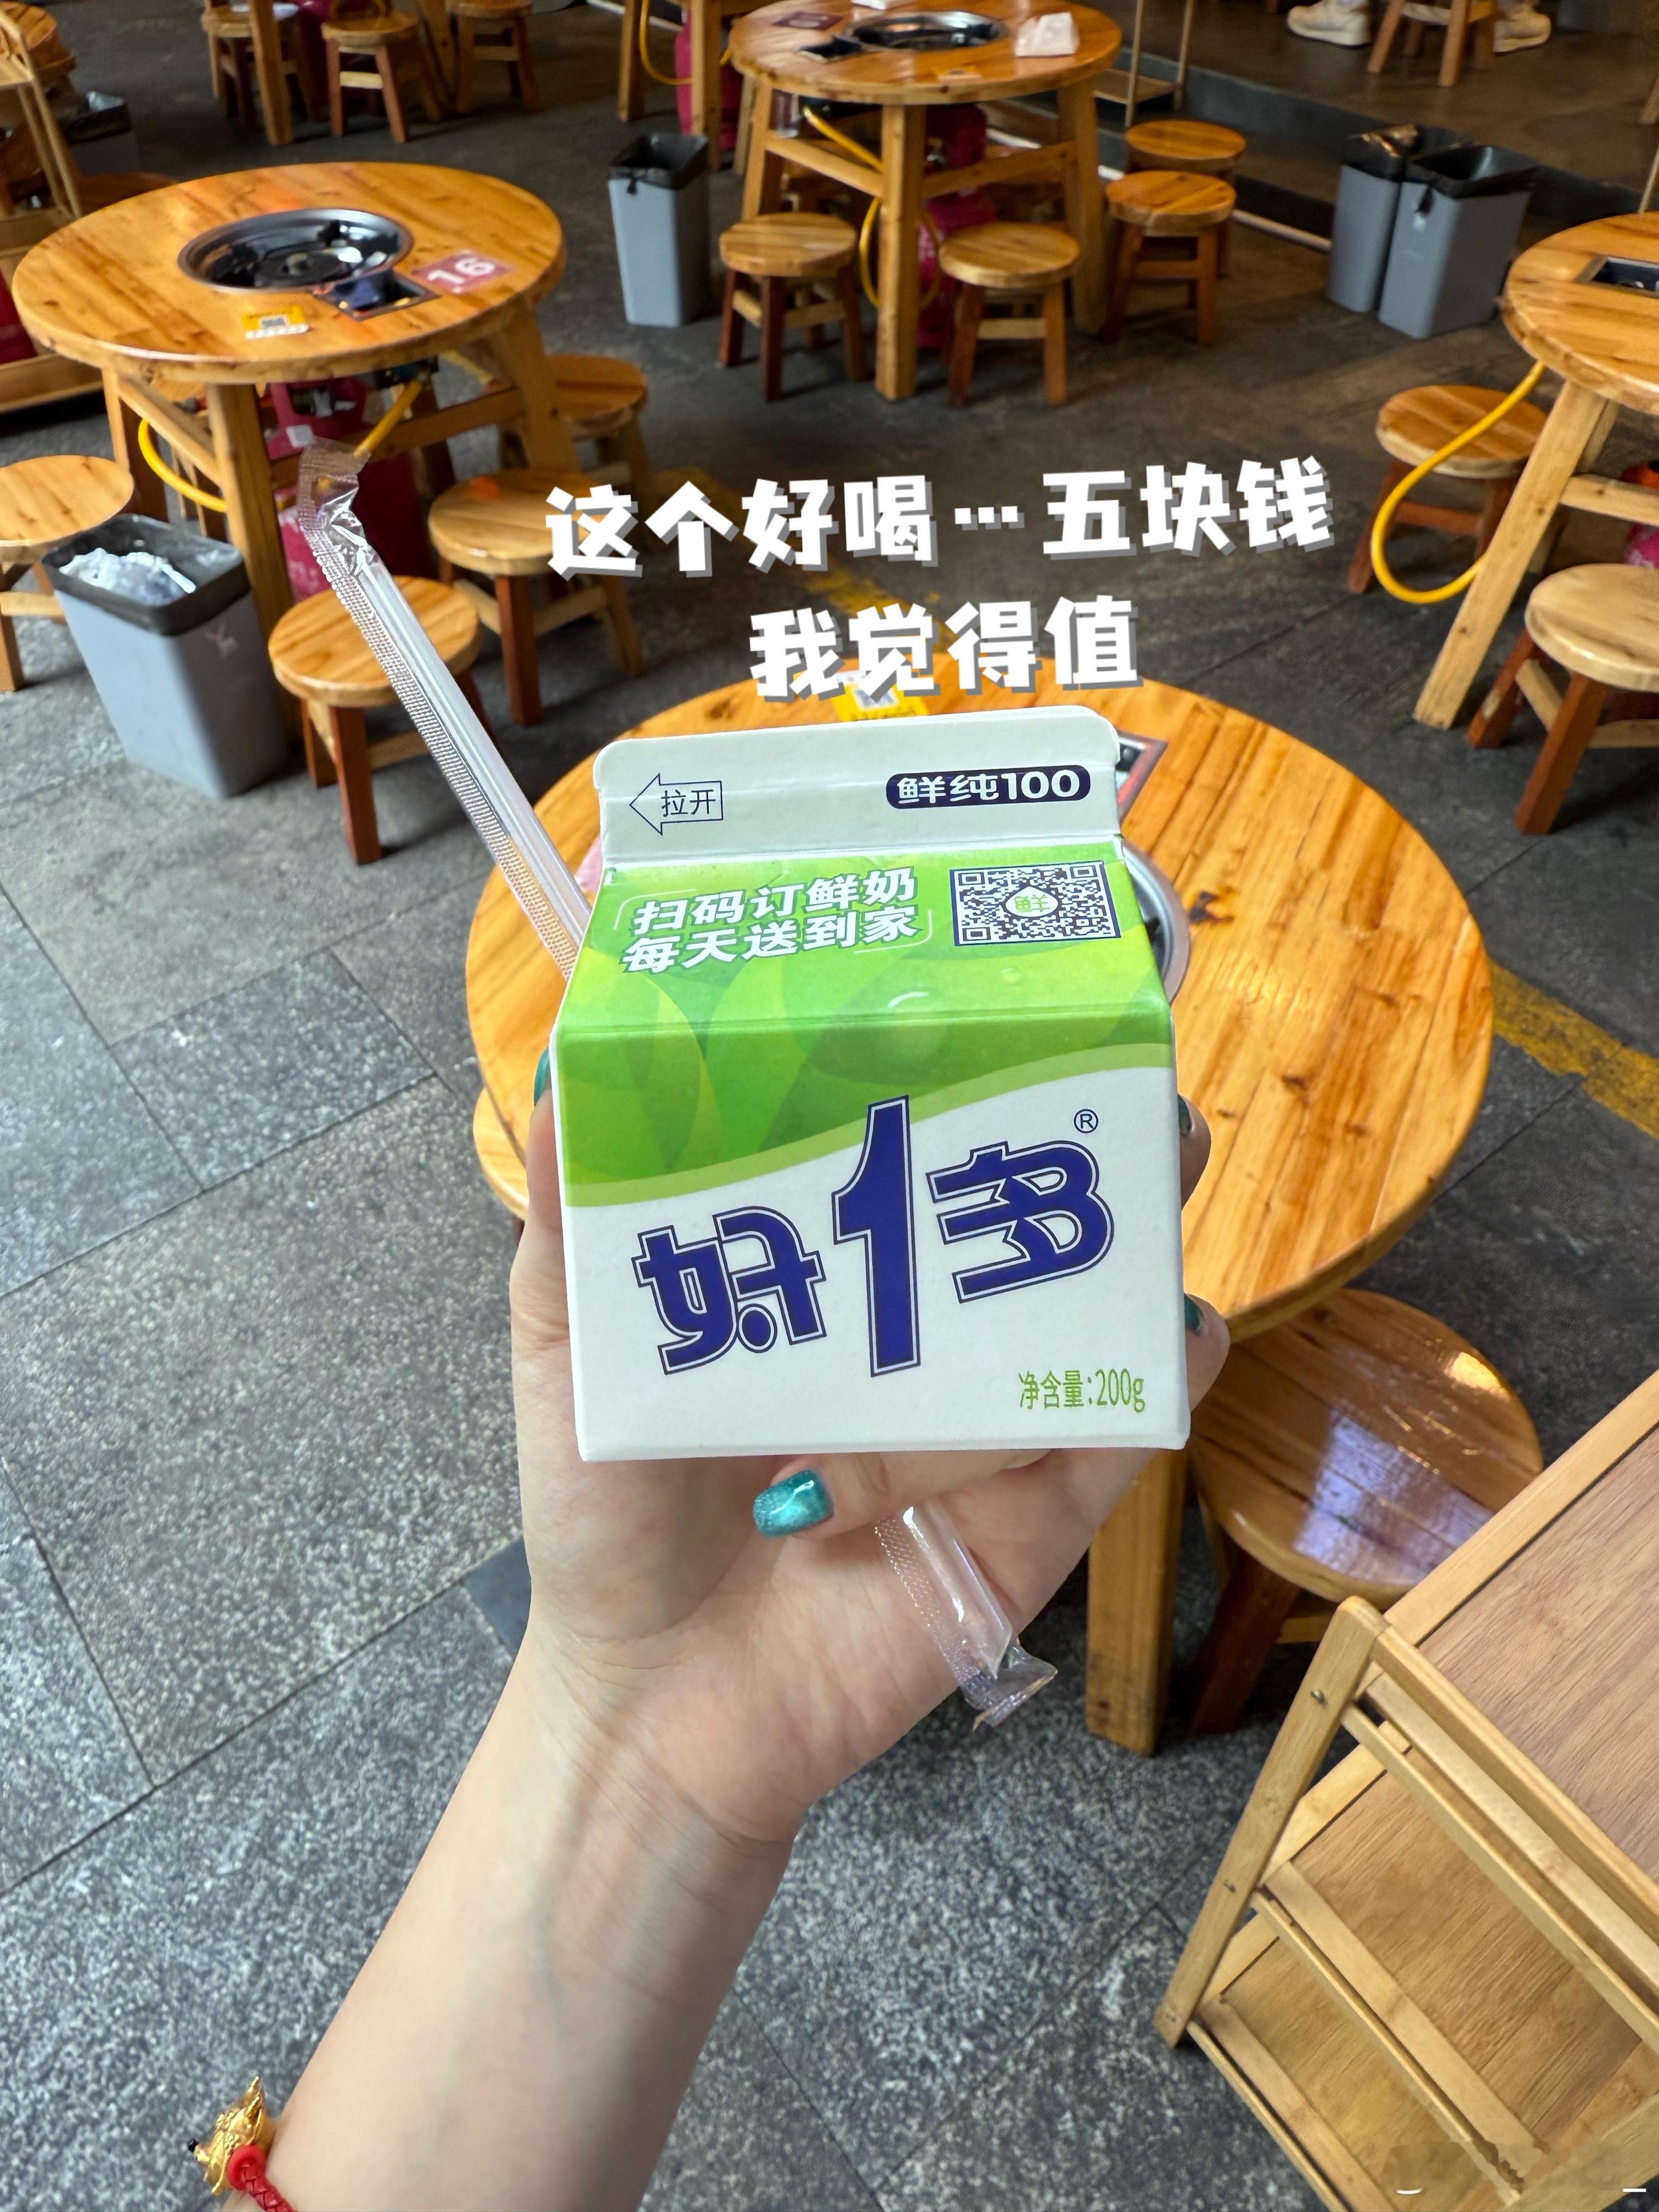 16
这个好喝…五块钱
我觉得值
拉开
鲜纯100
扫码订鲜奶
每天送到家
鲜
好1多®
净含量:200g